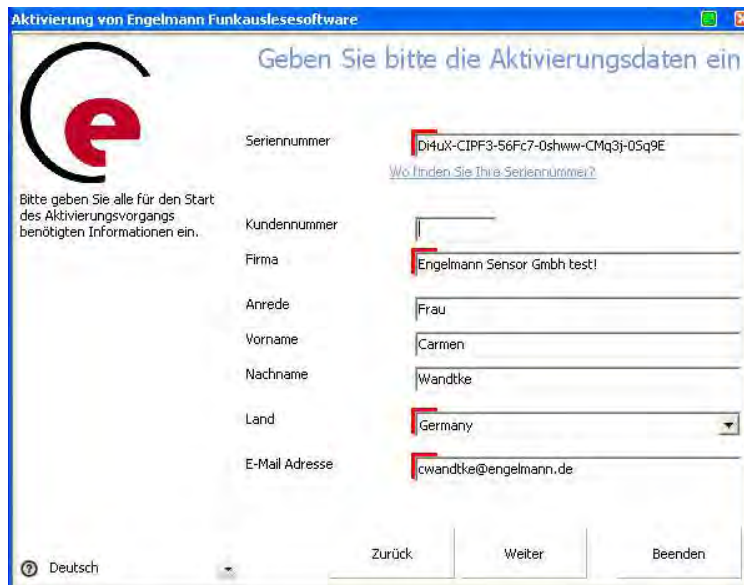 Aktivierung von Engelmann Funkauslesesoftware
Geben Sie bitte die Aktivierungsdaten ein
e
Bitte geben Sie alle für den Start
des Aktivierungsvorgangs
benötigten Informationen ein.
Seriennummer
Di4uX-CIPF3-56Fc7-0shww-CMq3j-0Sq9E
Wo finden Sie Ihre Seriennummer?
Kundennummer
Firma
Engelmann Sensor Gmbh test!
Anrede
Frau
Vorname
Carmen
Nachname
Wandtke
Land
Germany
E-Mail Adresse
cwandtke@engelmann.de
Deutsch
Zurück
Weiter
Beenden